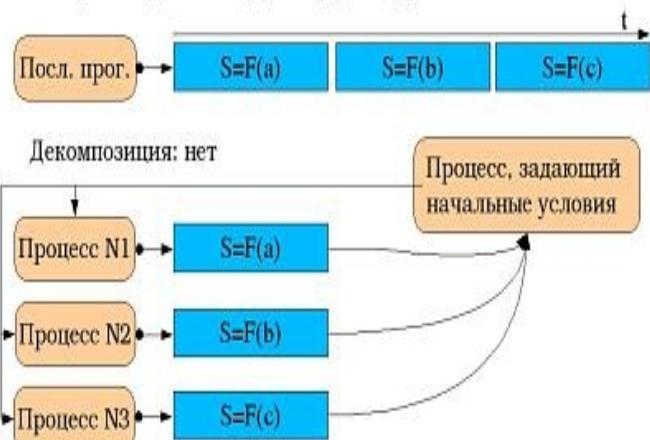 t
Посл. прог.
S=F(a)
S=F(b)
S=F(c)
Декомпозиция: нет
Процесс, задающий
начальные условия
Процесс N1
S=F(a)
Процесс N2
S=F(b)
Процесс N3
S=F(c)